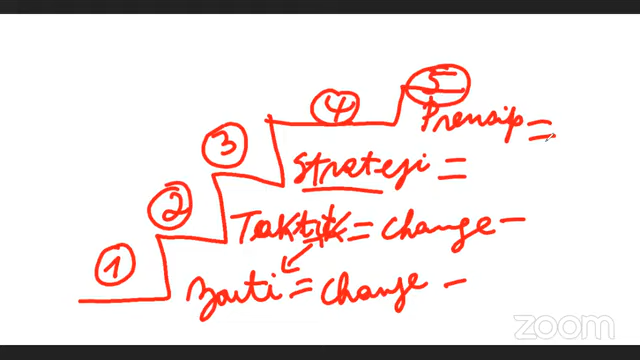 5
4
Prensip =
3
Strateji =
2
Taktik = change -
1
Zouti = change -
zoom